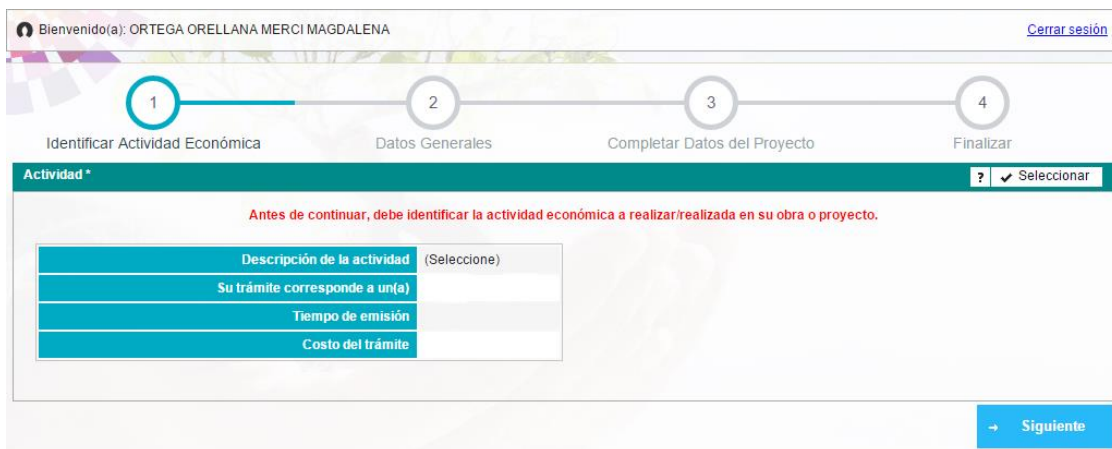 Bienvenido(a): ORTEGA ORELLANA MERCI MAGDALENA
Cerrar sesión
1
2
3
4
Identificar Actividad Económica
Datos Generales
Completar Datos del Proyecto
Finalizar
Actividad *
?
Seleccionar
Antes de continuar, debe identificar la actividad económica a realizar/realizada en su obra o proyecto.
Descripción de la actividad (Seleccione)
Su trámite corresponde a un(a)
Tiempo de emisión
Costo del trámite
→ Siguiente